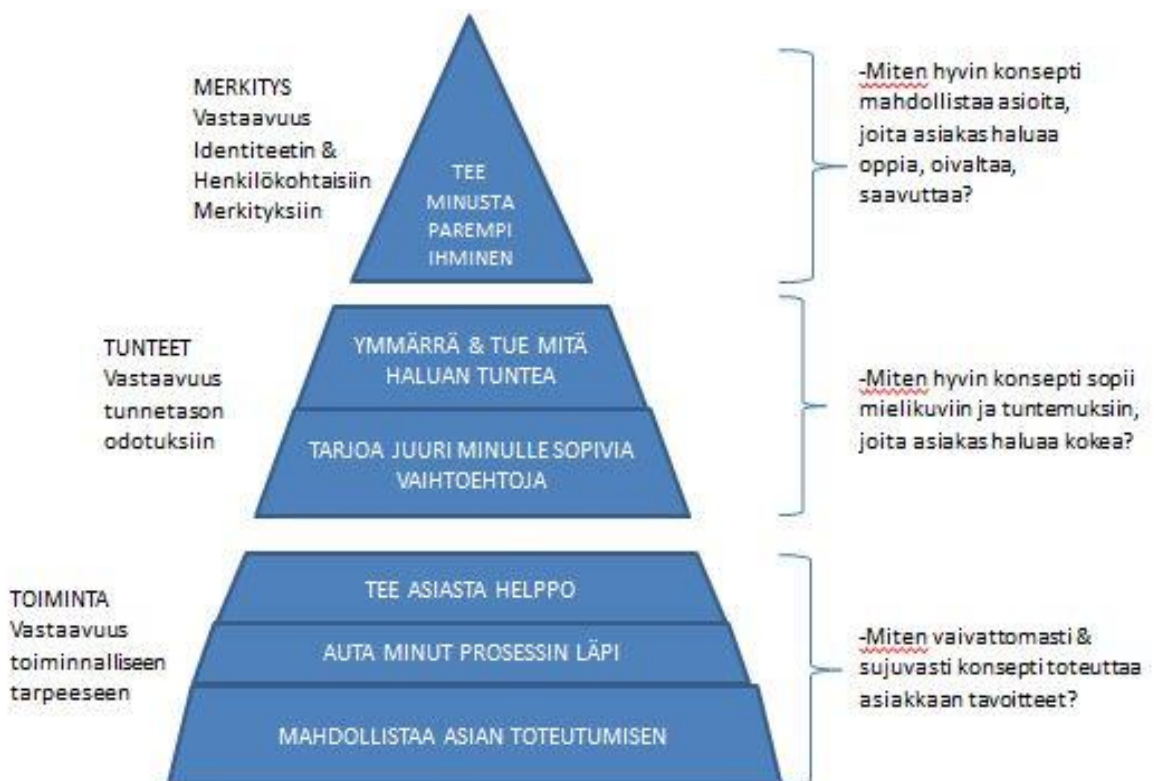 MERKITYS
Vastaavuus
Identiteetin &
Henkilökohtaisiin
Merkityksiin
TEE
MINUSTA
PAREMPI
IHMINEN
-Miten hyvin konsepti
mahdollistaa asioita,
joita asiakas haluaa
oppia, oivaltaa,
saavuttaa?
TUNTEET
Vastaavuus
tunnetason
odotuksiin
YMMÄRRÄ & TUE MITÄ
HALUAN TUNTEA
TARJOA JUURI MINULLE SOPIVIA
VAIHTOEHTOJA
-Miten hyvin konsepti sopii
mielikuviin ja tuntemuksiin,
joita asiakas haluaa kokea?
TOIMINTA
Vastaavuus
toiminnalliseen
tarpeeseen
TEE ASIASTA HELPPO
AUTA MINUT PROSESSIN LÄPI
MAHDOLLISTAA ASIAN TOTEUTUMISEN
-Miten vaivattomasti &
sujuvasti konsepti toteuttaa
asiakkaan tavoitteet?